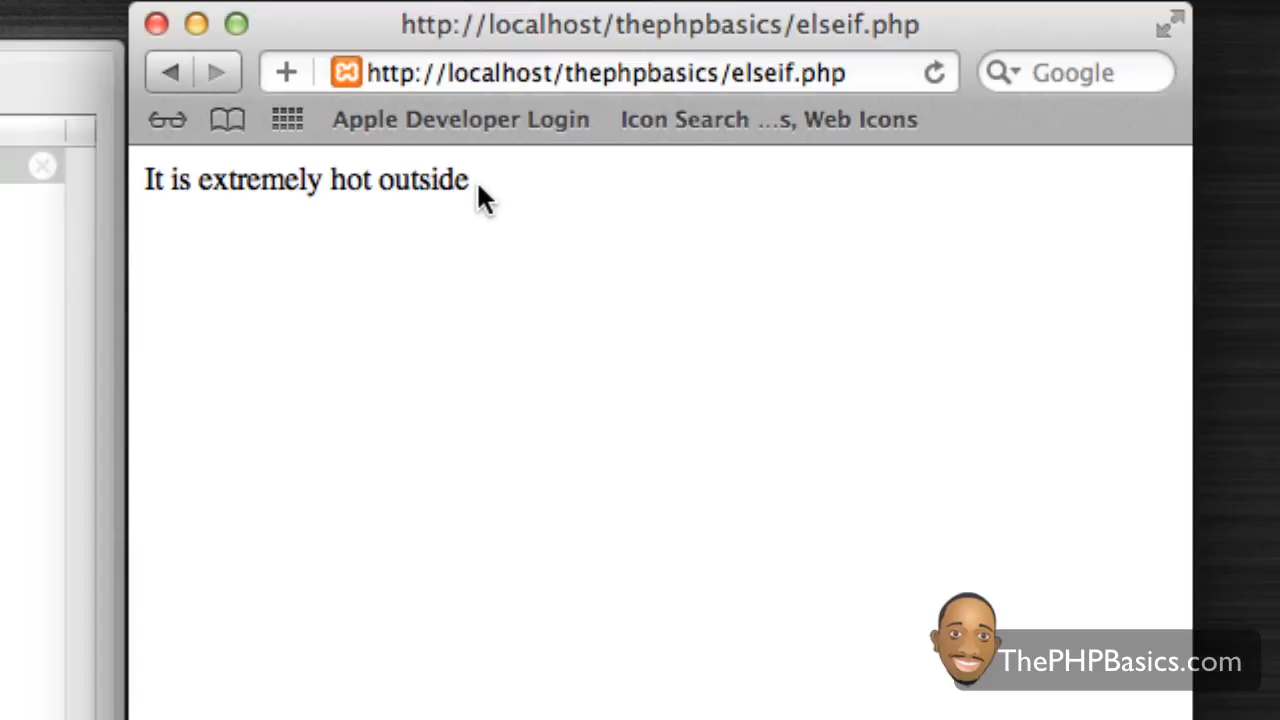 http://localhost/thephpbasics/elseif.php
http://localhost/thephpbasics/elseif.php
Google
Apple Developer Login
Icon Search ...s, Web Icons
It is extremely hot outside
ThePHPBasics.com